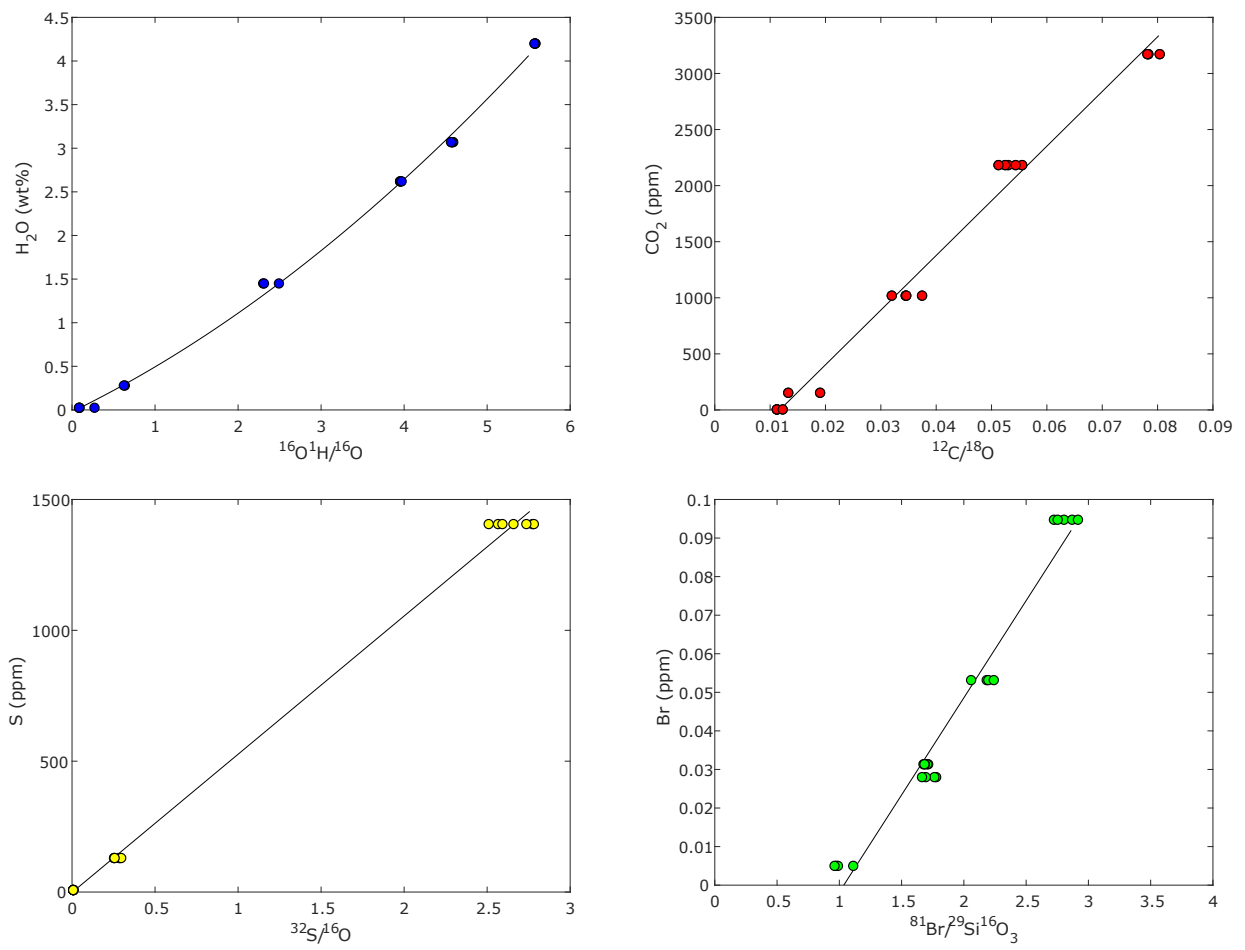 4.5
4
3.5
3
2.5
2
1.5
1
0.5
0
H₂O (wt%)
0 1 2 3 4 5 6
¹⁶O¹H/¹⁶O
3500
3000
2500
2000
1500
1000
500
0
CO₂ (ppm)
0 0.01 0.02 0.03 0.04 0.05 0.06 0.07 0.08 0.09
¹²C/¹⁸O
1500
1000
500
0
S (ppm)
0 0.5 1 1.5 2 2.5 3
³²S/¹⁶O
0.1
0.09
0.08
0.07
0.06
0.05
0.04
0.03
0.02
0.01
0
Br (ppm)
0 0.5 1 1.5 2 2.5 3 3.5 4
⁸¹Br/²⁹Si¹⁶O₃